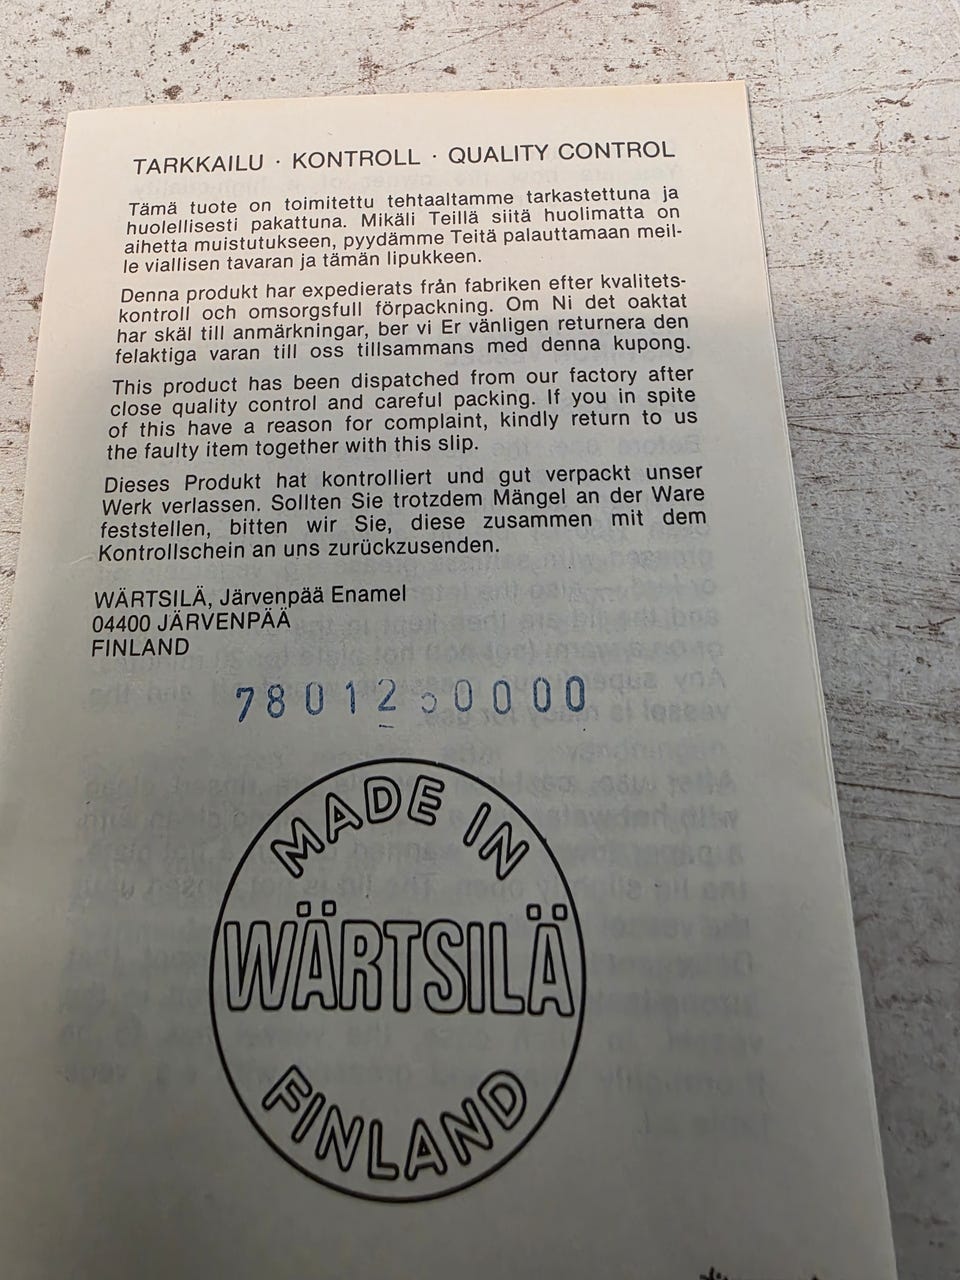 TARKKAILU · KONTROLL · QUALITY CONTROL
Tämä tuote on toimitettu tehtaaltamme tarkastettuna ja
huolellisesti pakattuna. Mikäli Teillä siitä huolimatta on
aihetta muistutukseen, pyydämme Teitä palauttamaan meil-
le viallisen tavaran ja tämän lipukkeen.
Denna produkt har expedierats från fabriken efter kvalitets-
kontroll och omsorgsfull förpackning. Om Ni det oaktat
har skäl till anmärkningar, ber vi Er vänligen returnera den
felaktiga varan till oss tillsammans med denna kupong.
This product has been dispatched from our factory after
close quality control and careful packing. If you in spite
of this have a reason for complaint, kindly return to us
the faulty item together with this slip.
Dieses Produkt hat kontrolliert und gut verpackt unser
Werk verlassen. Sollten Sie trotzdem Mängel an der Ware
feststellen, bitten wir Sie, diese zusammen mit dem
Kontrollschein an uns zurückzusenden.
WÄRTSILÄ, Järvenpää Enamel
04400 JÄRVENPÄÄ
FINLAND
MADE IN
WÄRTSILÄ
FINLAND